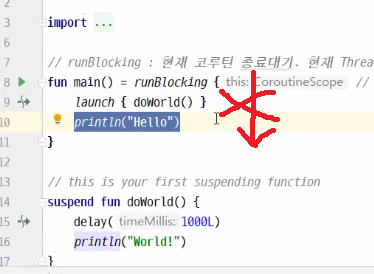 3 import ...
6
7 // runBlocking : 현재 코루틴 종료대기. 현재 Threa
8 fun main() = runBlocking { this: CoroutineScope //
9 launch { doWorld() }
10 println("Hello")
11 }
12
13 // this is your first suspending function
14 suspend fun doWorld() {
15 delay( timeMillis: 1000L)
16 println("World!")
17 }